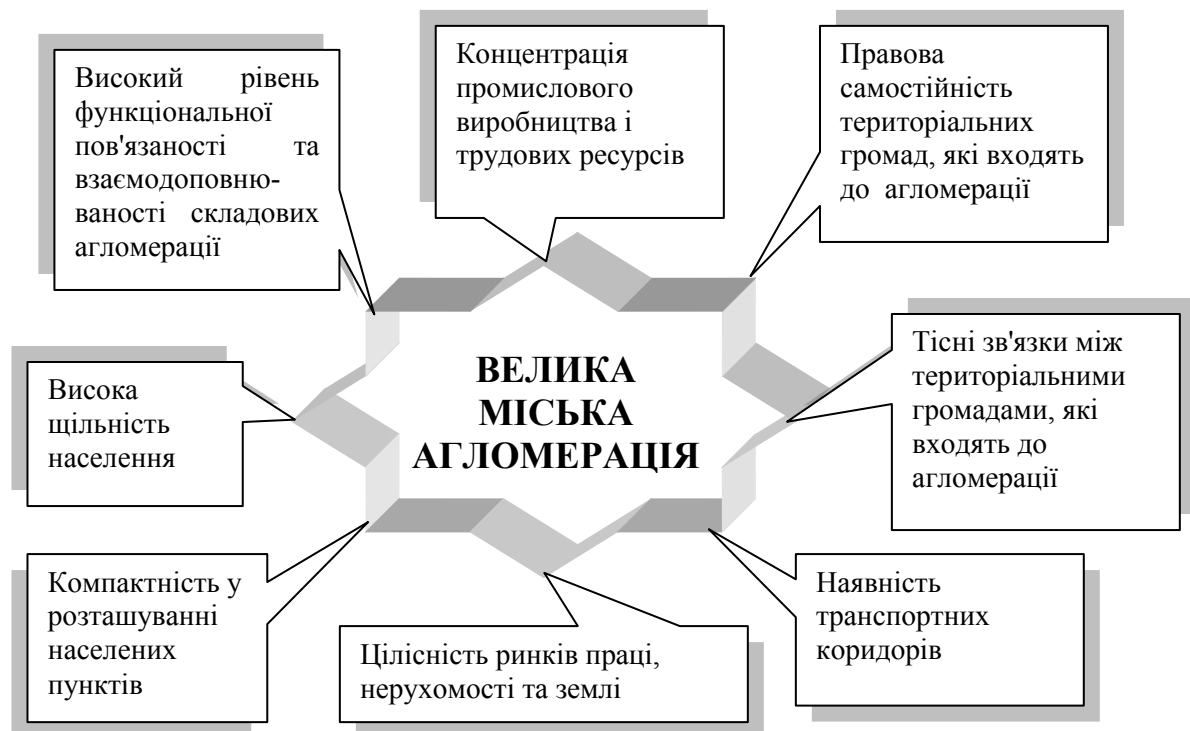 Високий рівень
функціональної
пов'язаності та
взаємодоповню-
ваності складових
агломерації
Концентрація
промислового
виробництва і
трудових ресурсів
Правова
самостійність
територіальних
громад, які входять
до агломерації
Висока
щільність
населення
ВЕЛИКА
МІСЬКА
АГЛОМЕРАЦІЯ
Тісні зв'язки між
територіальними
громадами, які
входять до
агломерації
Компактність у
розташуванні
населених
пунктів
Цілісність ринків праці,
нерухомості та землі
Наявність
транспортних
коридорів